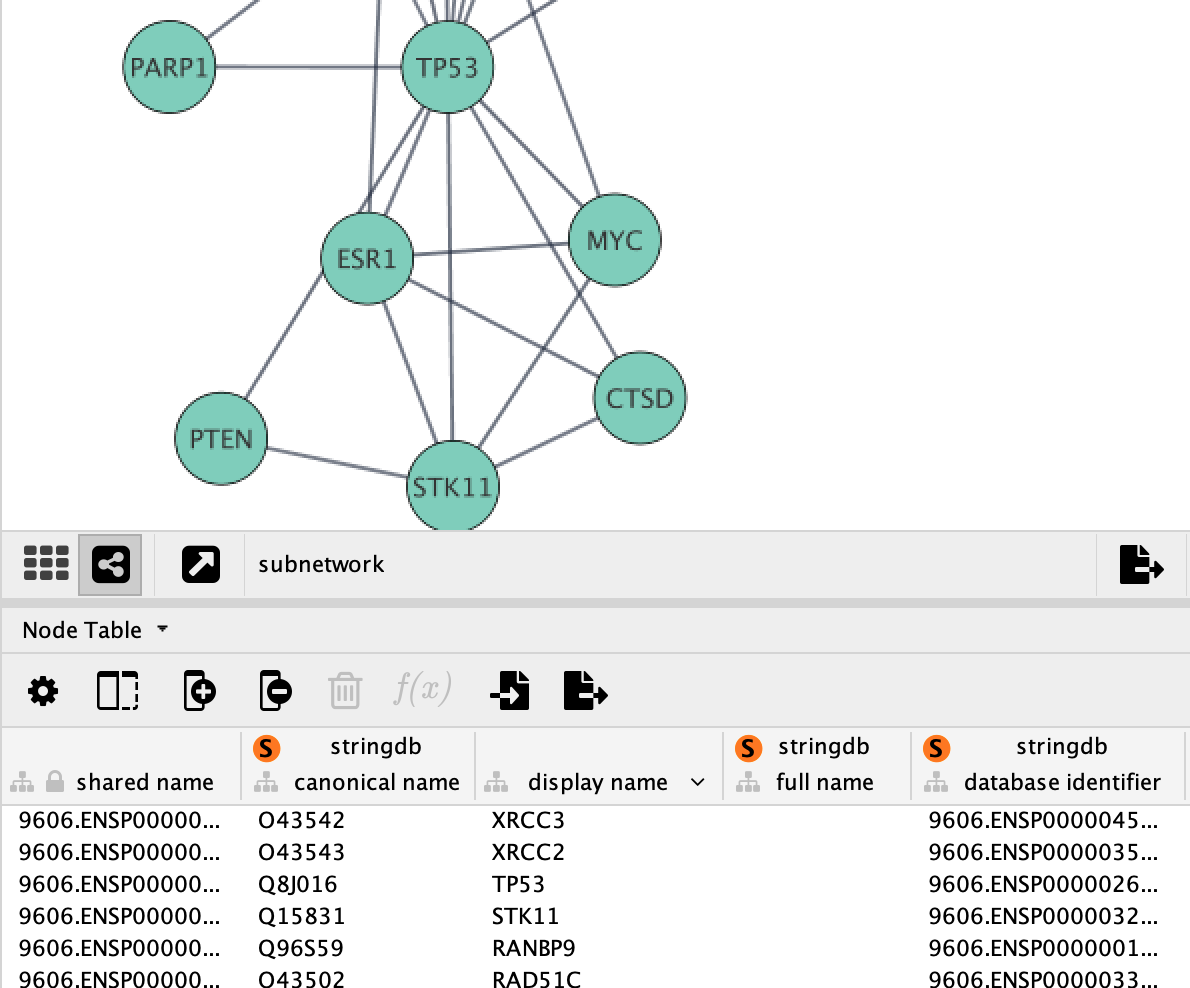 PARP1
TP53
ESR1
MYC
CTSD
PTEN
STK11
subnetwork
Node Table
f(x)
S stringdb S stringdb S stringdb
shared name canonical name display name full name database identifier
9606.ENSP00000... O43542 XRCC3 9606.ENSP0000045...
9606.ENSP00000... O43543 XRCC2 9606.ENSP0000035...
9606.ENSP00000... Q8J016 TP53 9606.ENSP0000026...
9606.ENSP00000... Q15831 STK11 9606.ENSP0000032...
9606.ENSP00000... Q96S59 RANBP9 9606.ENSP0000001...
9606.ENSP00000... O43502 RAD51C 9606.ENSP0000033...